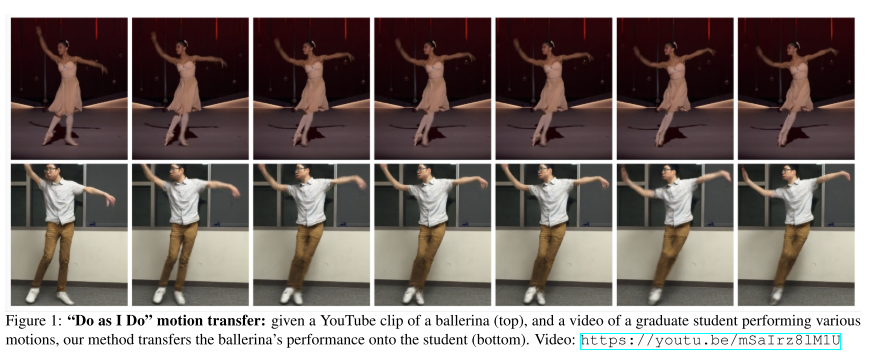 Figure 1: “Do as I Do” motion transfer: given a YouTube clip of a ballerina (top), and a video of a graduate student performing various
motions, our method transfers the ballerina’s performance onto the student (bottom). Video: https://youtu.be/mSaIrz8lM1U